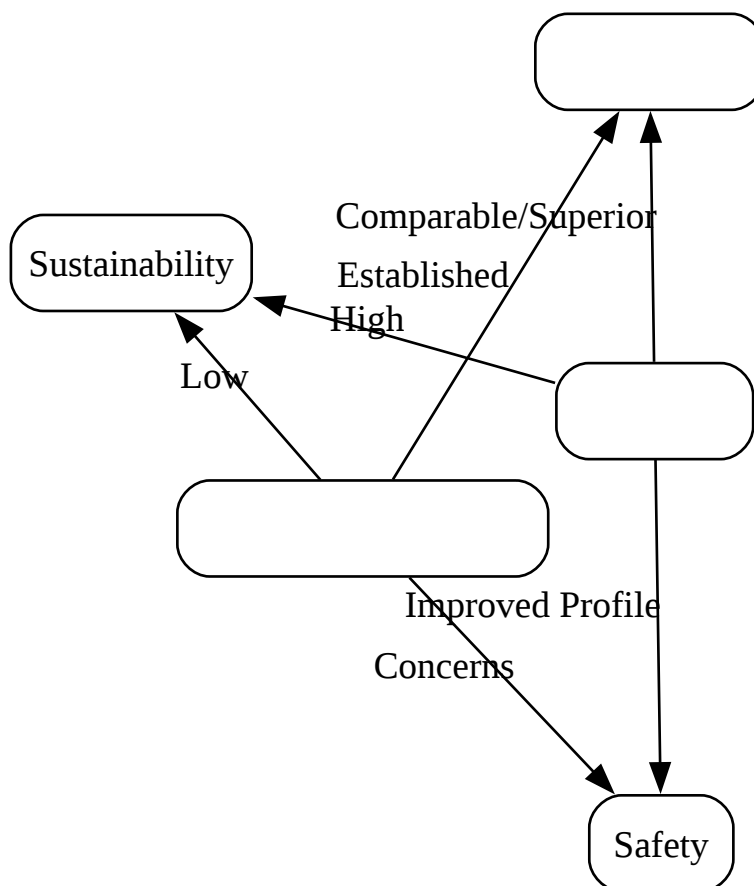 Comparable/Superior
Sustainability
Established
High
Low
Improved Profile
Concerns
Safety